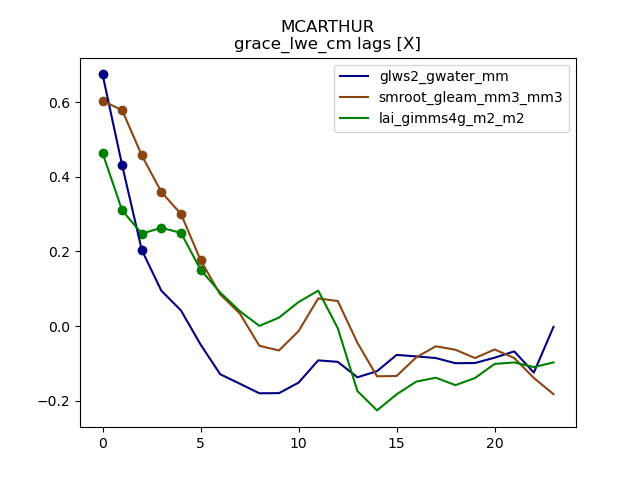 MCARTHUR
grace_lwe_cm lags [X]
glws2_gwater_mm
smroot_gleam_mm3_mm3
lai_gimms4g_m2_m2
0.6
0.4
0.2
0.0
−0.2
0 5 10 15 20